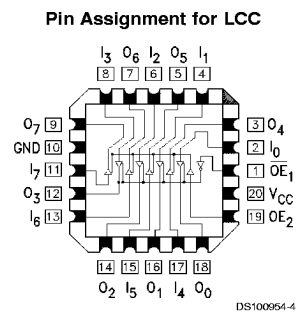 Pin Assignment for LCC
I₃ O₆ I₂ O₅ I₁
8 7 6 5 4
O₇ 9
GND 10
I₇ 11
O₃ 12
I₆ 13
3 O₄
2 I₀
1 O̅E̅₁
20 V_CC
19 OE₂
14 15 16 17 18
O₂ I₅ O₁ I₄ O₀
DS100954-4